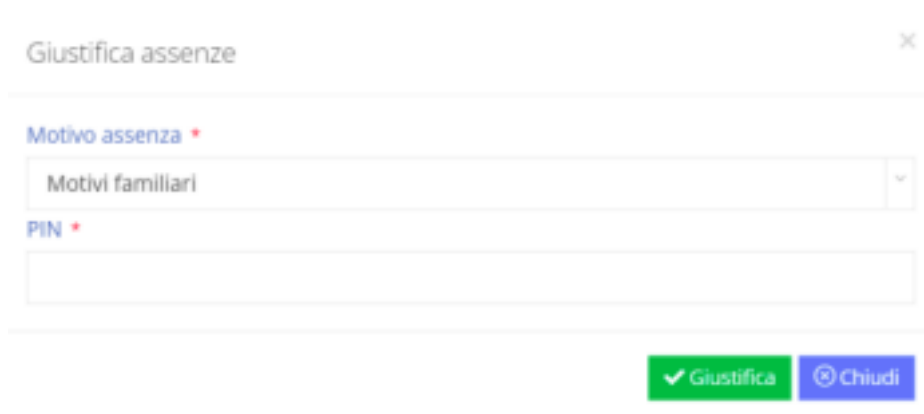 Giustifica assenze
Motivo assenza *
Motivi familiari
PIN *
Giustifica
Chiudi